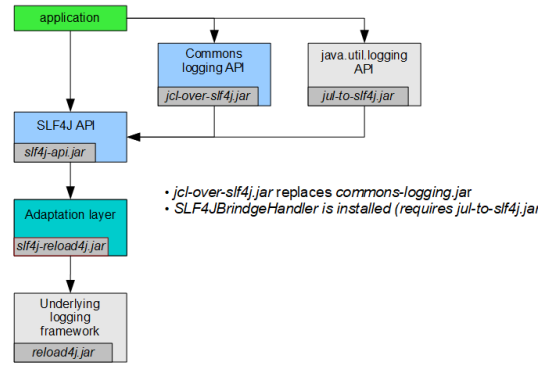 application
Commons
logging API
jcl-over-slf4j.jar
java.util.logging
API
jul-to-slf4j.jar
SLF4J API
slf4j-api.jar
• jcl-over-slf4j.jar replaces commons-logging.jar
• SLF4JBrindgeHandler is installed (requires jul-to-slf4j.jar
Adaptation layer
slf4j-reload4j.jar
Underlying
logging
framework
reload4j.jar